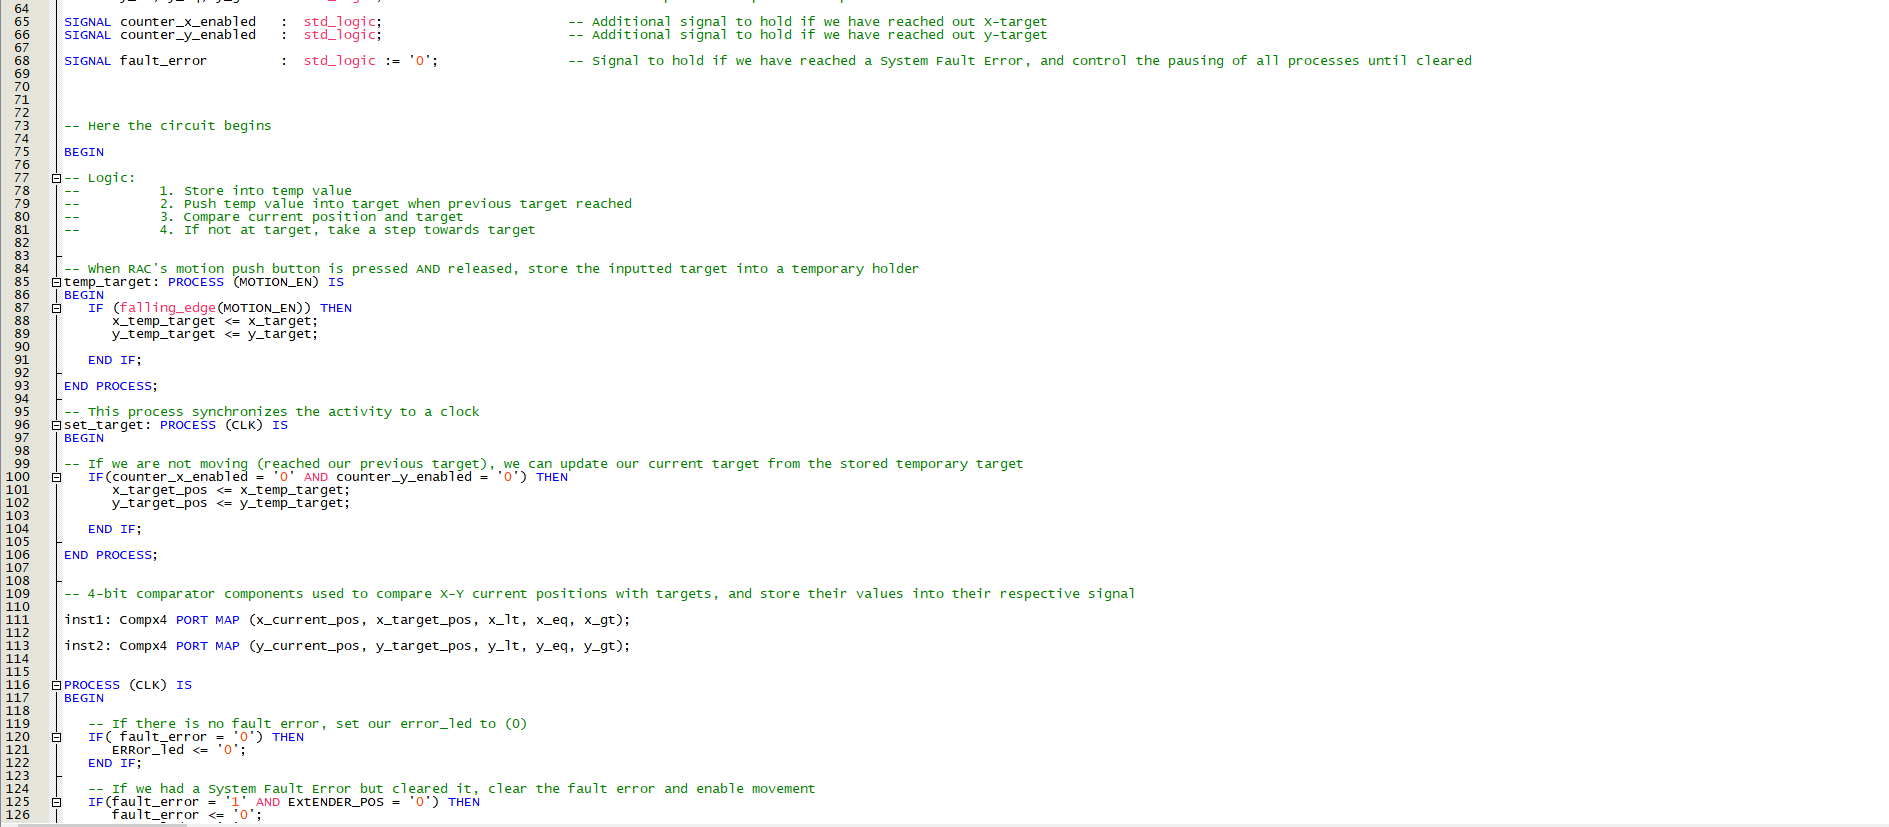 64
65 SIGNAL counter_x_enabled : std_logic; -- Additional signal to hold if we have reached out X-target
66 SIGNAL counter_y_enabled : std_logic; -- Additional signal to hold if we have reached out y-target
67
68 SIGNAL fault_error : std_logic := '0'; -- Signal to hold if we have reached a System Fault Error, and control the pausing of all processes until cleared
69
70
71
72
73 -- Here the circuit begins
74
75 BEGIN
76
77 -- Logic:
78 -- 1. Store into temp value
79 -- 2. Push temp value into target when previous target reached
80 -- 3. Compare current position and target
81 -- 4. If not at target, take a step towards target
82
83
84 -- When RAC's motion push button is pressed AND released, store the inputted target into a temporary holder
85 temp_target: PROCESS (MOTION_EN) IS
86 BEGIN
87 IF (falling_edge(MOTION_EN)) THEN
88 x_temp_target <= x_target;
89 y_temp_target <= y_target;
90
91 END IF;
92
93 END PROCESS;
94
95 -- This process synchronizes the activity to a clock
96 set_target: PROCESS (CLK) IS
97 BEGIN
98
99 -- If we are not moving (reached our previous target), we can update our current target from the stored temporary target
100 IF(counter_x_enabled = '0' AND counter_y_enabled = '0') THEN
101 x_target_pos <= x_temp_target;
102 y_target_pos <= y_temp_target;
103
104 END IF;
105
106 END PROCESS;
107
108
109 -- 4-bit comparator components used to compare X-Y current positions with targets, and store their values into their respective signal
110
111 inst1: Compx4 PORT MAP (x_current_pos, x_target_pos, x_lt, x_eq, x_gt);
112
113 inst2: Compx4 PORT MAP (y_current_pos, y_target_pos, y_lt, y_eq, y_gt);
114
115
116 PROCESS (CLK) IS
117 BEGIN
118
119 -- If there is no fault error, set our error_led to (0)
120 IF( fault_error = '0') THEN
121 ERRor_led <= '0';
122 END IF;
123
124 -- If we had a System Fault Error but cleared it, clear the fault error and enable movement
125 IF(fault_error = '1' AND EXtENDER_POS = '0') THEN
126 fault_error <= '0';